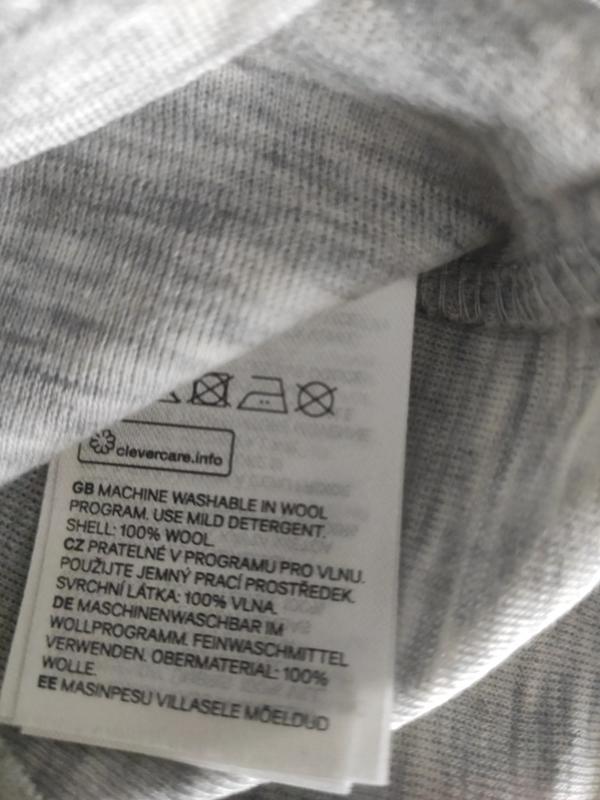 clevercare.info
GB MACHINE WASHABLE IN WOOL
PROGRAM. USE MILD DETERGENT.
SHELL: 100% WOOL.
CZ PRATELNÉ V PROGRAMU PRO VLNU.
POUŽIJTE JEMNÝ PRACÍ PROSTŘEDEK.
SVRCHNÍ LÁTKA: 100% VLNA.
DE MASCHINENWASCHBAR IM
WOLLPROGRAMM. FEINWASCHMITTEL
VERWENDEN. OBERMATERIAL: 100%
WOLLE.
EE MASINPESU VILLASELE MÕELDUD